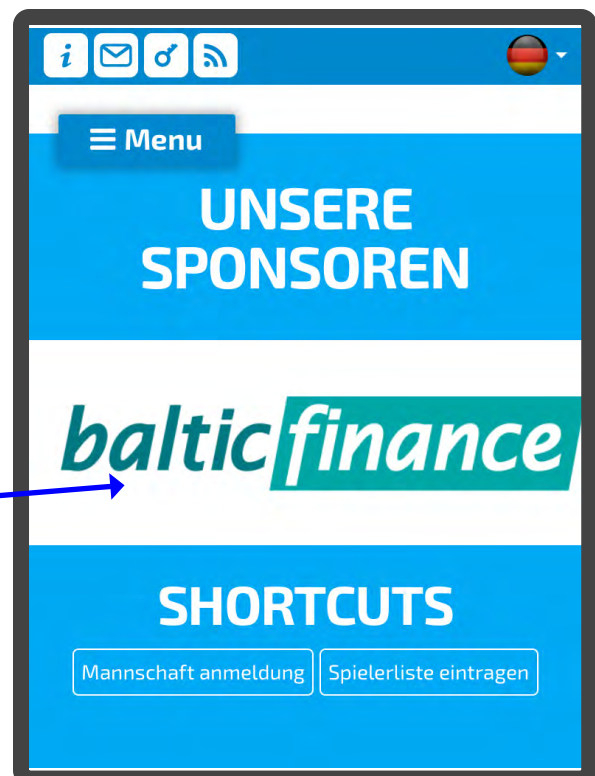 i
Menu
UNSERE
SPONSOREN
baltic finance
SHORTCUTS
Mannschaft anmeldung Spielerliste eintragen